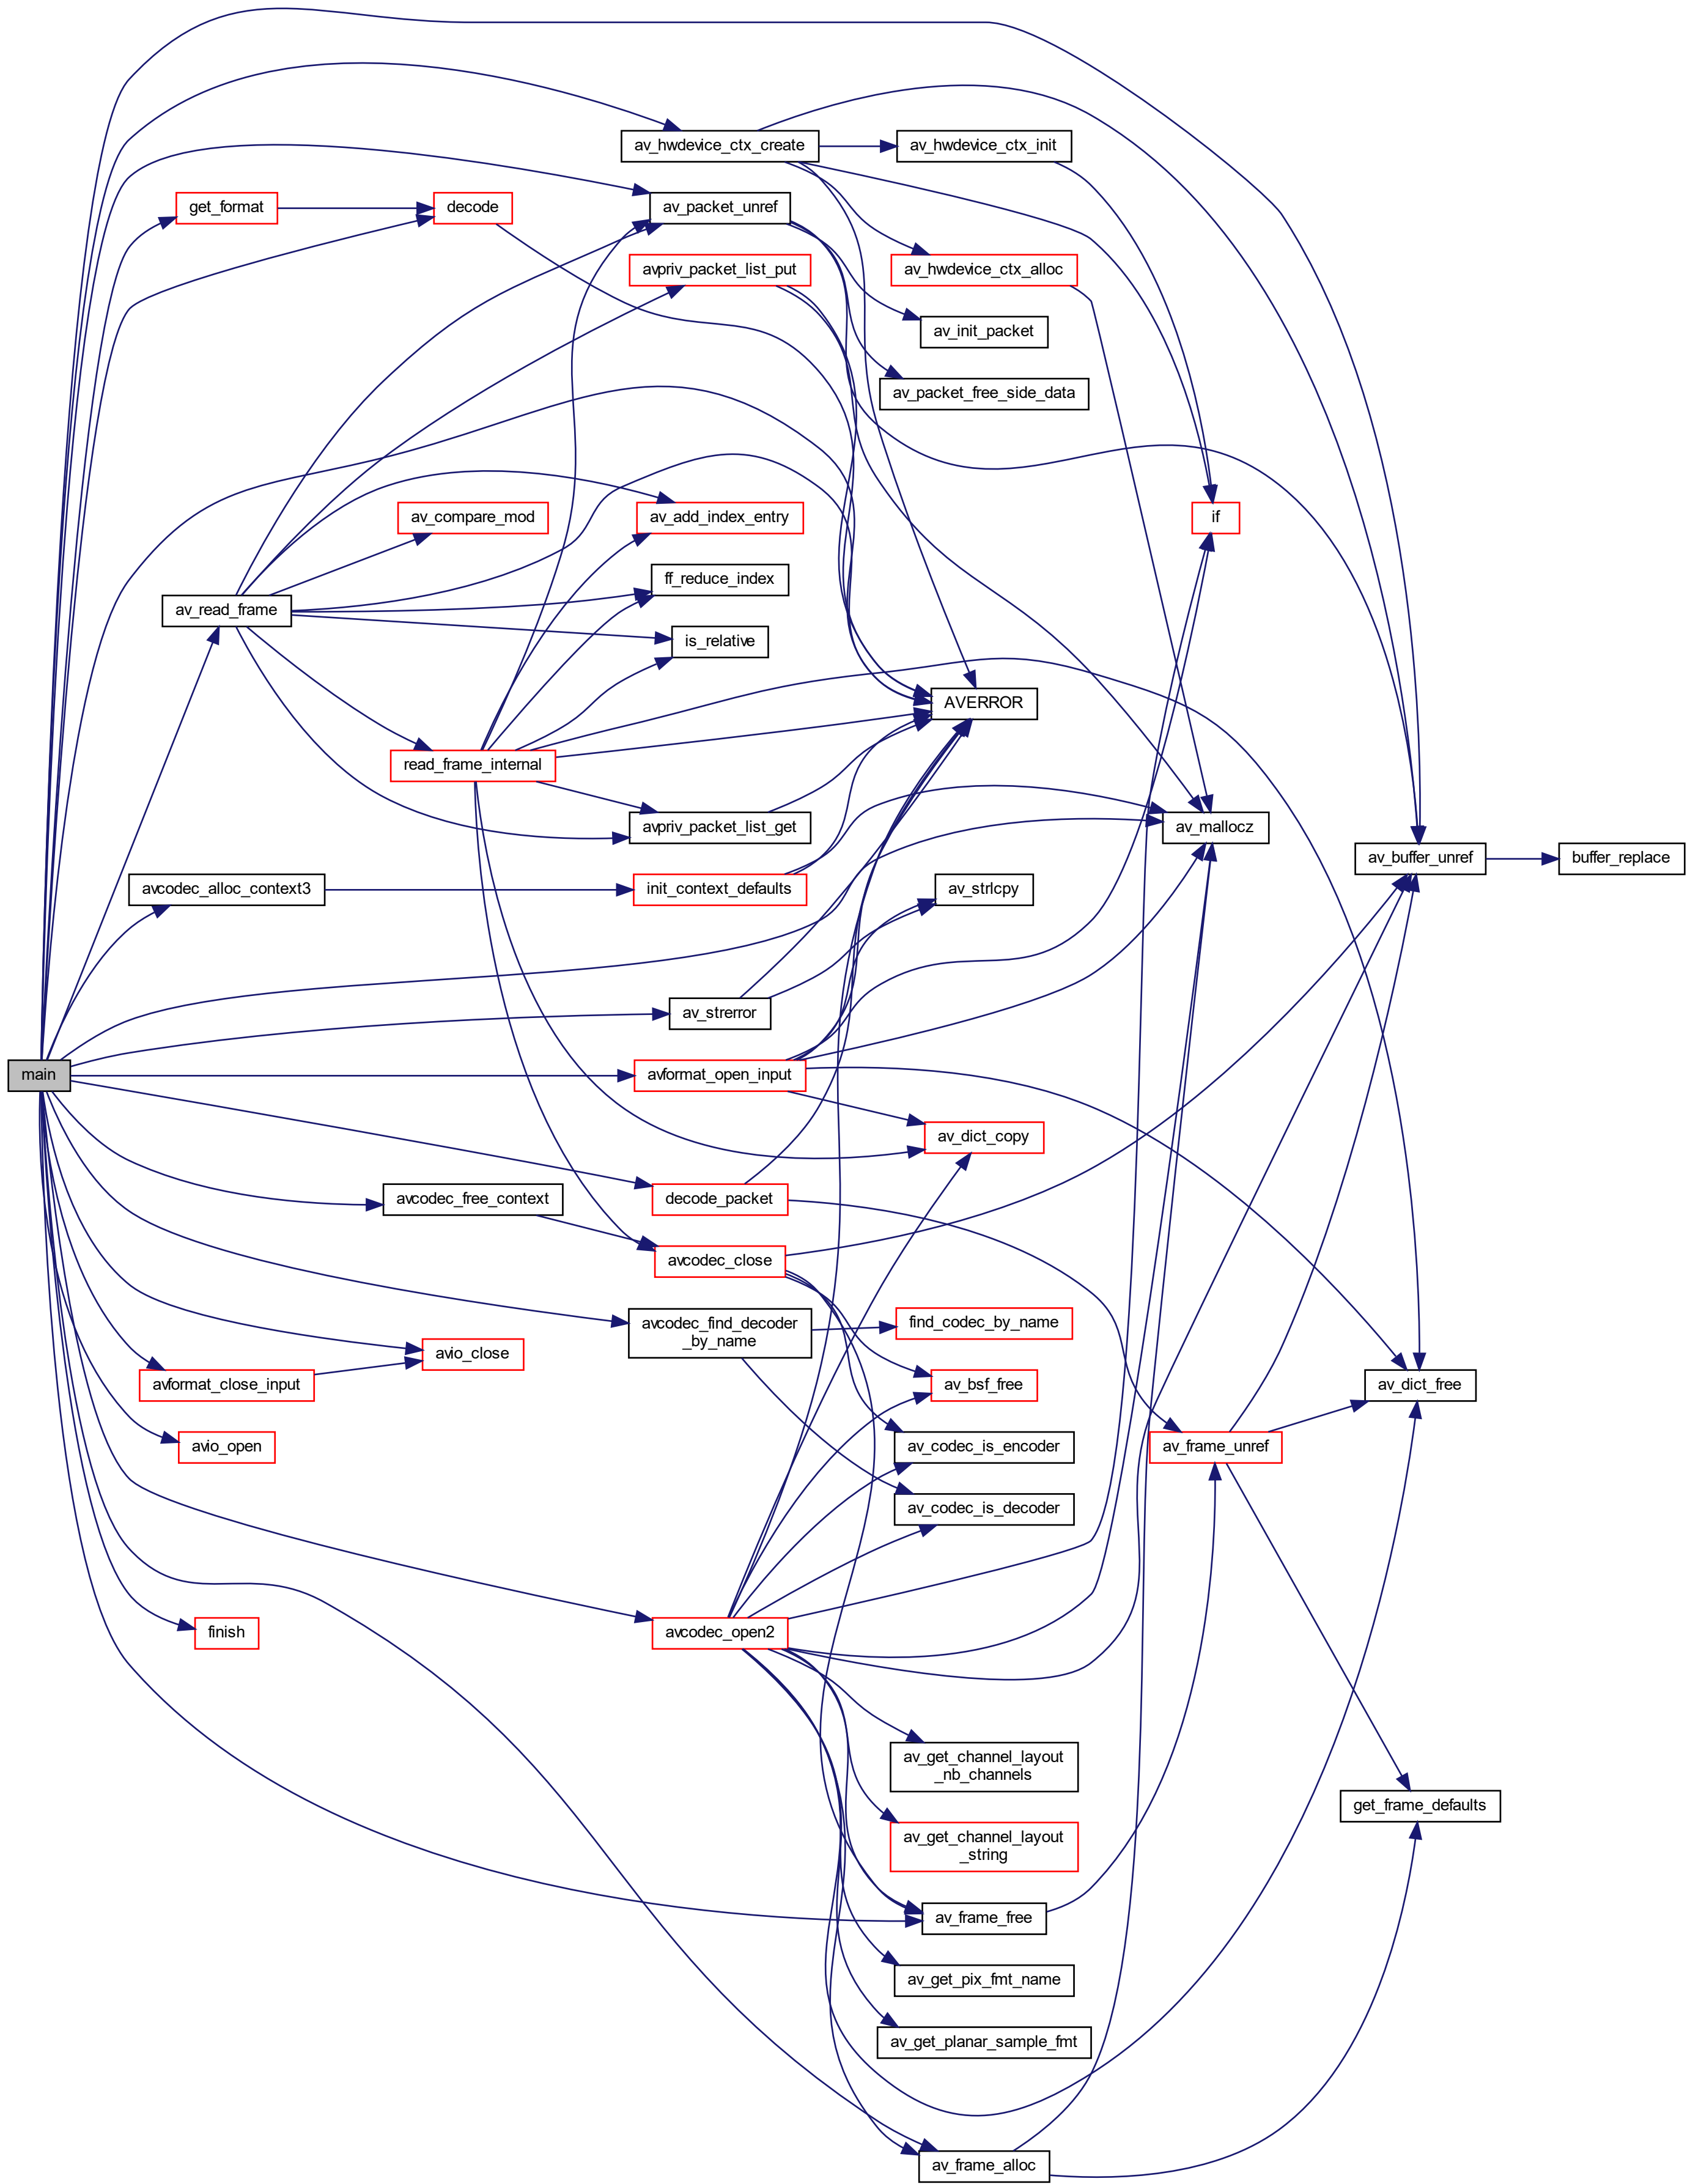 av_hwdevice_ctx_create
av_hwdevice_ctx_init
get_format
decode
av_packet_unref
avpriv_packet_list_put
av_hwdevice_ctx_alloc
av_init_packet
av_packet_free_side_data
av_compare_mod
av_add_index_entry
if
ff_reduce_index
av_read_frame
is_relative
AVERROR
read_frame_internal
avpriv_packet_list_get
av_mallocz
av_buffer_unref
buffer_replace
avcodec_alloc_context3
init_context_defaults
av_strlcpy
av_strerror
main
avformat_open_input
av_dict_copy
avcodec_free_context
decode_packet
avcodec_close
avcodec_find_decoder
_by_name
find_codec_by_name
avio_close
avformat_close_input
av_bsf_free
av_dict_free
avio_open
av_codec_is_encoder
av_frame_unref
av_codec_is_decoder
finish
avcodec_open2
av_get_channel_layout
_nb_channels
get_frame_defaults
av_get_channel_layout
_string
av_frame_free
av_get_pix_fmt_name
av_get_planar_sample_fmt
av_frame_alloc